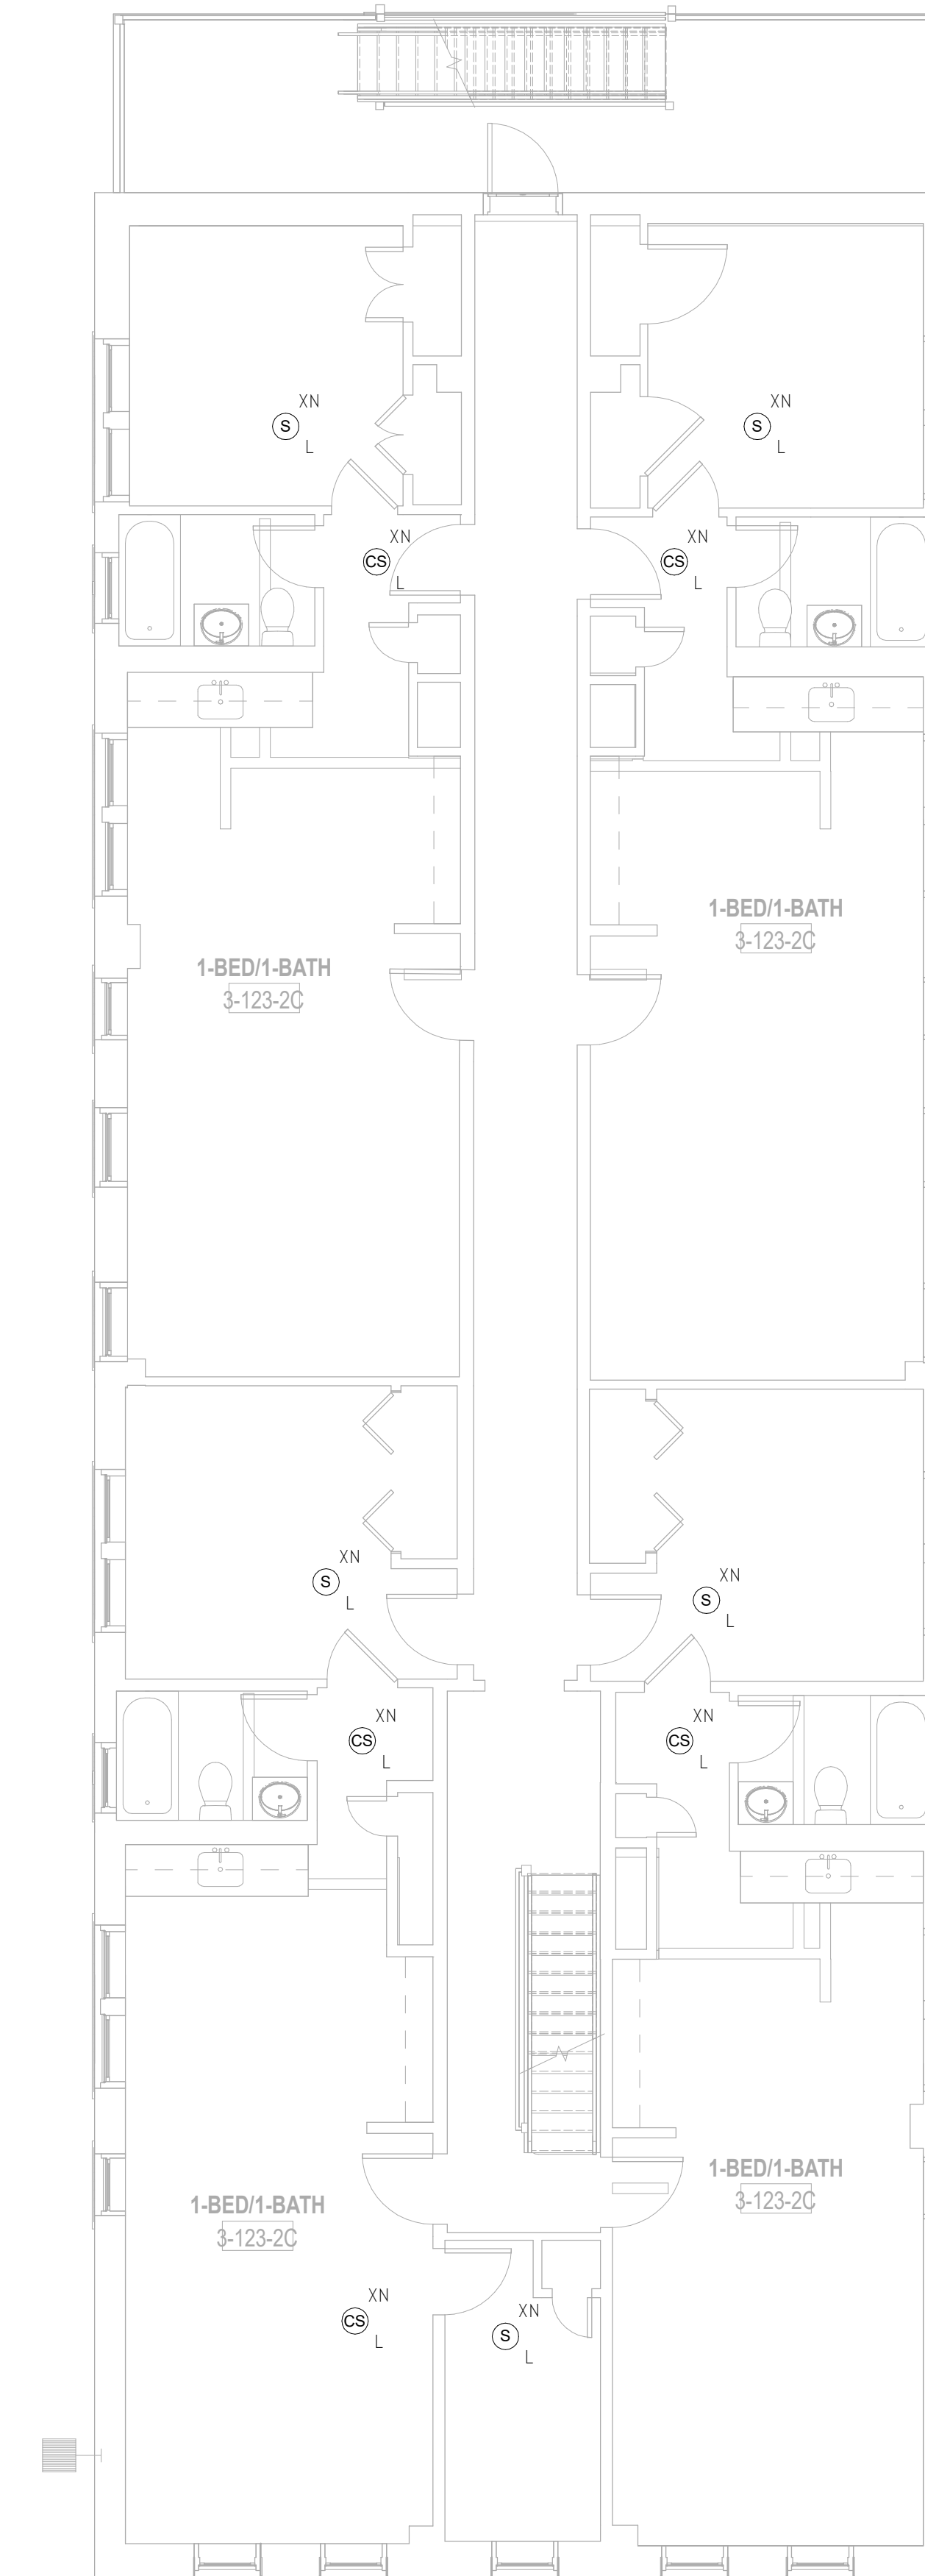 XN
S
L
XN
S
L
XN
CS
L
XN
CS
L
1-BED/1-BATH
3-123-2C
1-BED/1-BATH
3-123-2C
XN
S
L
XN
S
L
XN
CS
L
XN
CS
L
1-BED/1-BATH
3-123-2C
1-BED/1-BATH
3-123-2C
XN
CS
L
XN
S
L